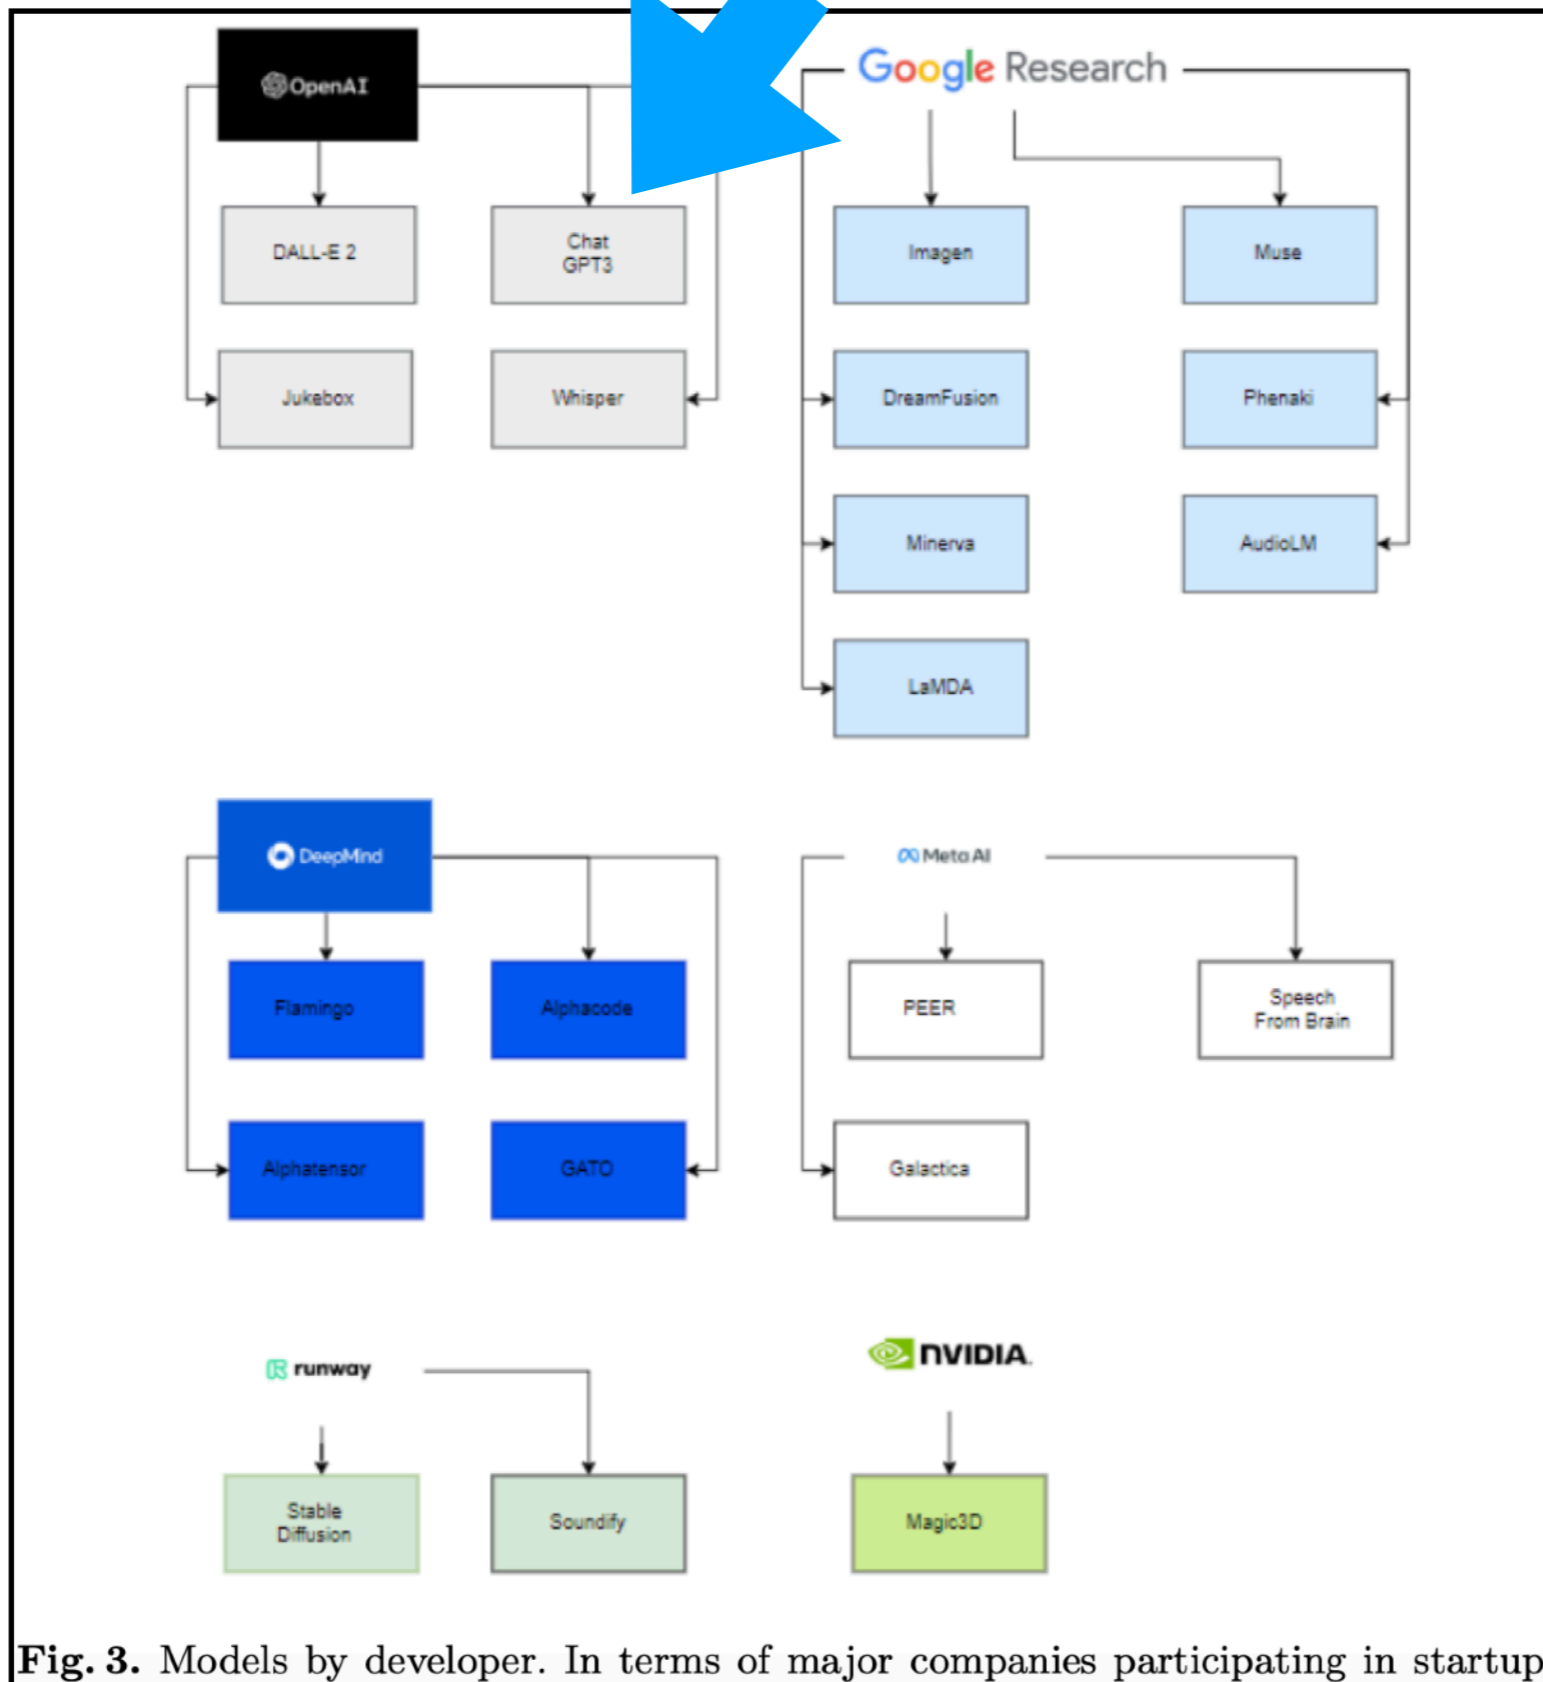 OpenAI
Google Research
DALL-E 2
Chat
GPT3
Imagen
Muse
Jukebox
Whisper
DreamFusion
Phenaki
Minerva
AudioLM
LaMDA
DeepMind
Meta AI
Flamingo
Alphacode
PEER
Speech
From Brain
Alphatensor
GATO
Galactica
runway
NVIDIA.
Stable
Diffusion
Soundify
Magic3D
Fig. 3. Models by developer. In terms of major companies participating in startup